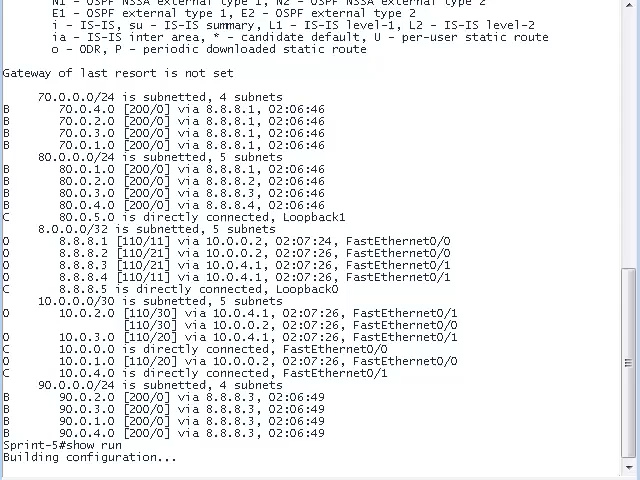 N1 - OSPF NSSA external type 1, N2 - OSPF NSSA external type 2
E1 - OSPF external type 1, E2 - OSPF external type 2
i - IS-IS, su - IS-IS summary, L1 - IS-IS level-1, L2 - IS-IS level-2
ia - IS-IS inter area, * - candidate default, U - per-user static route
o - ODR, P - periodic downloaded static route
Gateway of last resort is not set
70.0.0.0/24 is subnetted, 4 subnets
B 70.0.4.0 [200/0] via 8.8.8.1, 02:06:46
B 70.0.2.0 [200/0] via 8.8.8.1, 02:06:46
B 70.0.3.0 [200/0] via 8.8.8.1, 02:06:46
B 70.0.1.0 [200/0] via 8.8.8.1, 02:06:46
80.0.0.0/24 is subnetted, 5 subnets
B 80.0.1.0 [200/0] via 8.8.8.1, 02:06:46
B 80.0.2.0 [200/0] via 8.8.8.2, 02:06:46
B 80.0.3.0 [200/0] via 8.8.8.3, 02:06:46
B 80.0.4.0 [200/0] via 8.8.8.4, 02:06:46
C 80.0.5.0 is directly connected, Loopback1
8.0.0.0/32 is subnetted, 5 subnets
O 8.8.8.1 [110/11] via 10.0.0.2, 02:07:24, FastEthernet0/0
O 8.8.8.2 [110/21] via 10.0.0.2, 02:07:26, FastEthernet0/0
O 8.8.8.3 [110/21] via 10.0.4.1, 02:07:26, FastEthernet0/1
O 8.8.8.4 [110/11] via 10.0.4.1, 02:07:26, FastEthernet0/1
C 8.8.8.5 is directly connected, Loopback0
10.0.0.0/30 is subnetted, 5 subnets
O 10.0.2.0 [110/30] via 10.0.4.1, 02:07:26, FastEthernet0/1
[110/30] via 10.0.0.2, 02:07:26, FastEthernet0/0
O 10.0.3.0 [110/20] via 10.0.4.1, 02:07:26, FastEthernet0/1
C 10.0.0.0 is directly connected, FastEthernet0/0
O 10.0.1.0 [110/20] via 10.0.0.2, 02:07:26, FastEthernet0/0
C 10.0.4.0 is directly connected, FastEthernet0/1
90.0.0.0/24 is subnetted, 4 subnets
B 90.0.2.0 [200/0] via 8.8.8.3, 02:06:49
B 90.0.3.0 [200/0] via 8.8.8.3, 02:06:49
B 90.0.1.0 [200/0] via 8.8.8.3, 02:06:49
B 90.0.4.0 [200/0] via 8.8.8.3, 02:06:49
Sprint-5#show run
Building configuration...